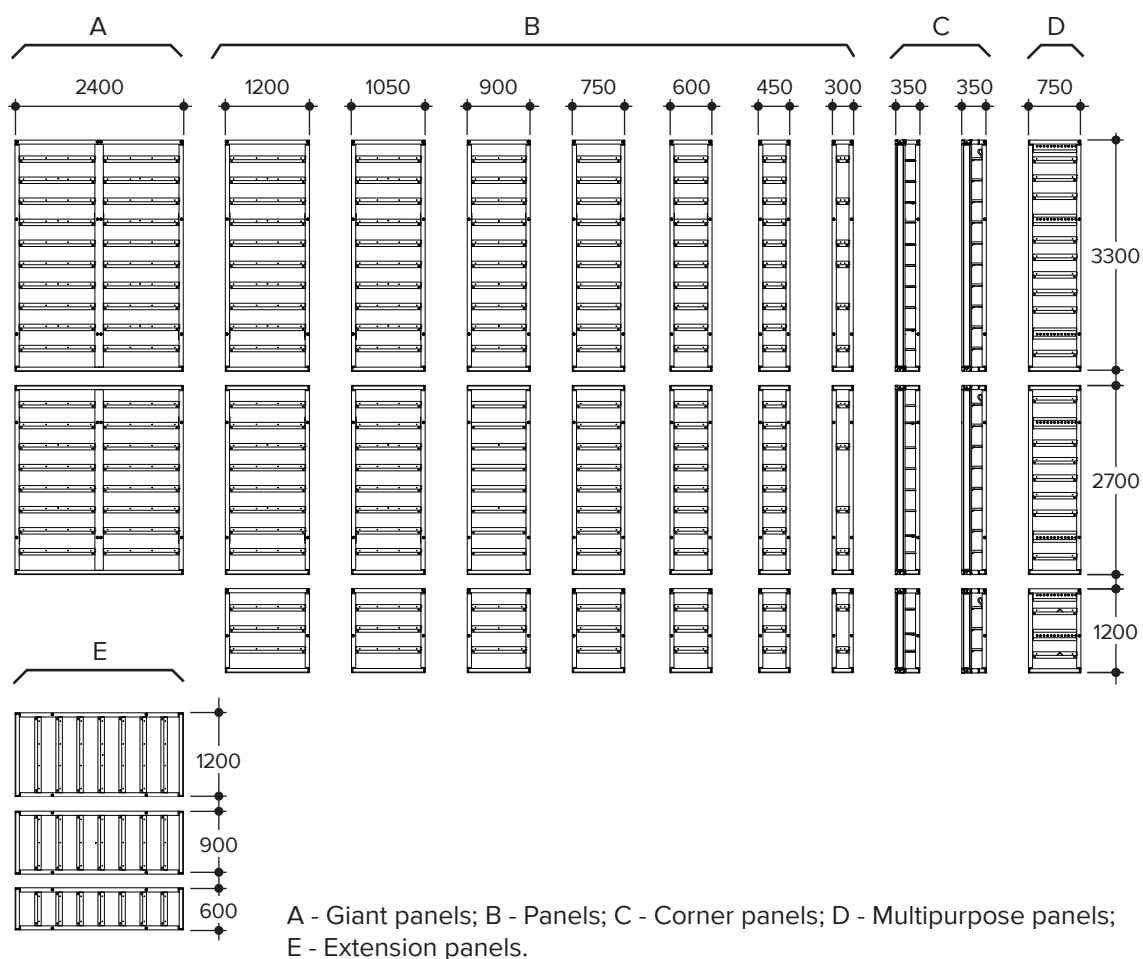 A B C D
2400 1200 1050 900 750 600 450 300 350 350 750
3300
2700
1200
E
1200
900
600
A - Giant panels; B - Panels; C - Corner panels; D - Multipurpose panels;
E - Extension panels.